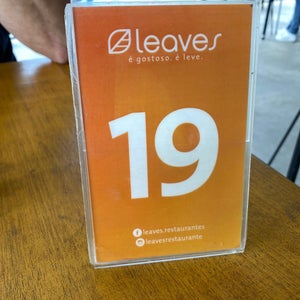 leaves
é gostoso. é leve.
19
leaves.restaurantes
leavesrestaurante